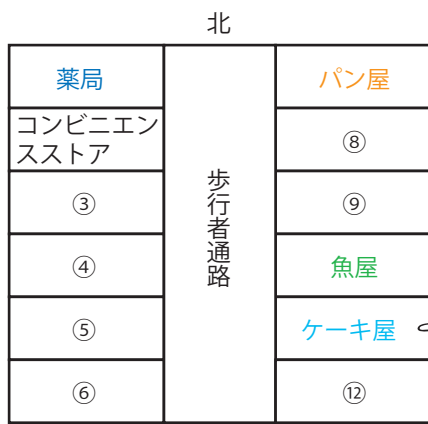 北
薬局
パン屋
コンビニエン
スストア
⑧
③
⑨
歩行者通路
④
魚屋
⑤
ケーキ屋
⑥
⑫